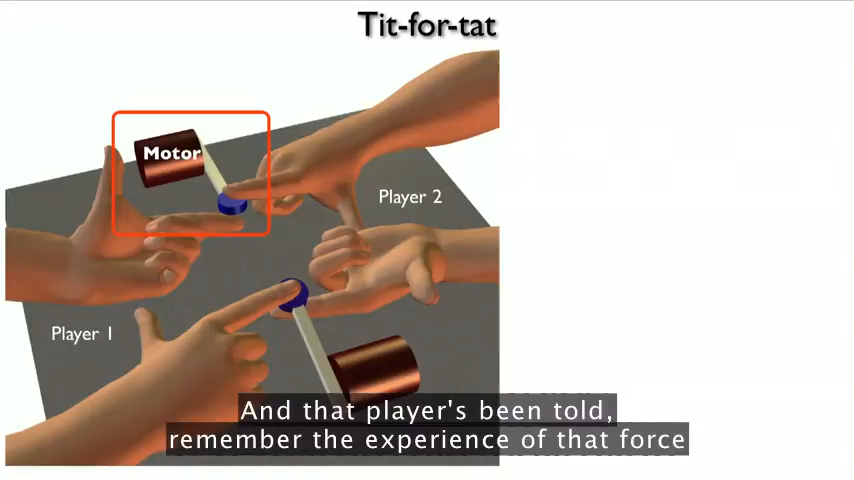 Tit-for-tat
Motor
Player 2
Player 1
And that player's been told,
remember the experience of that force